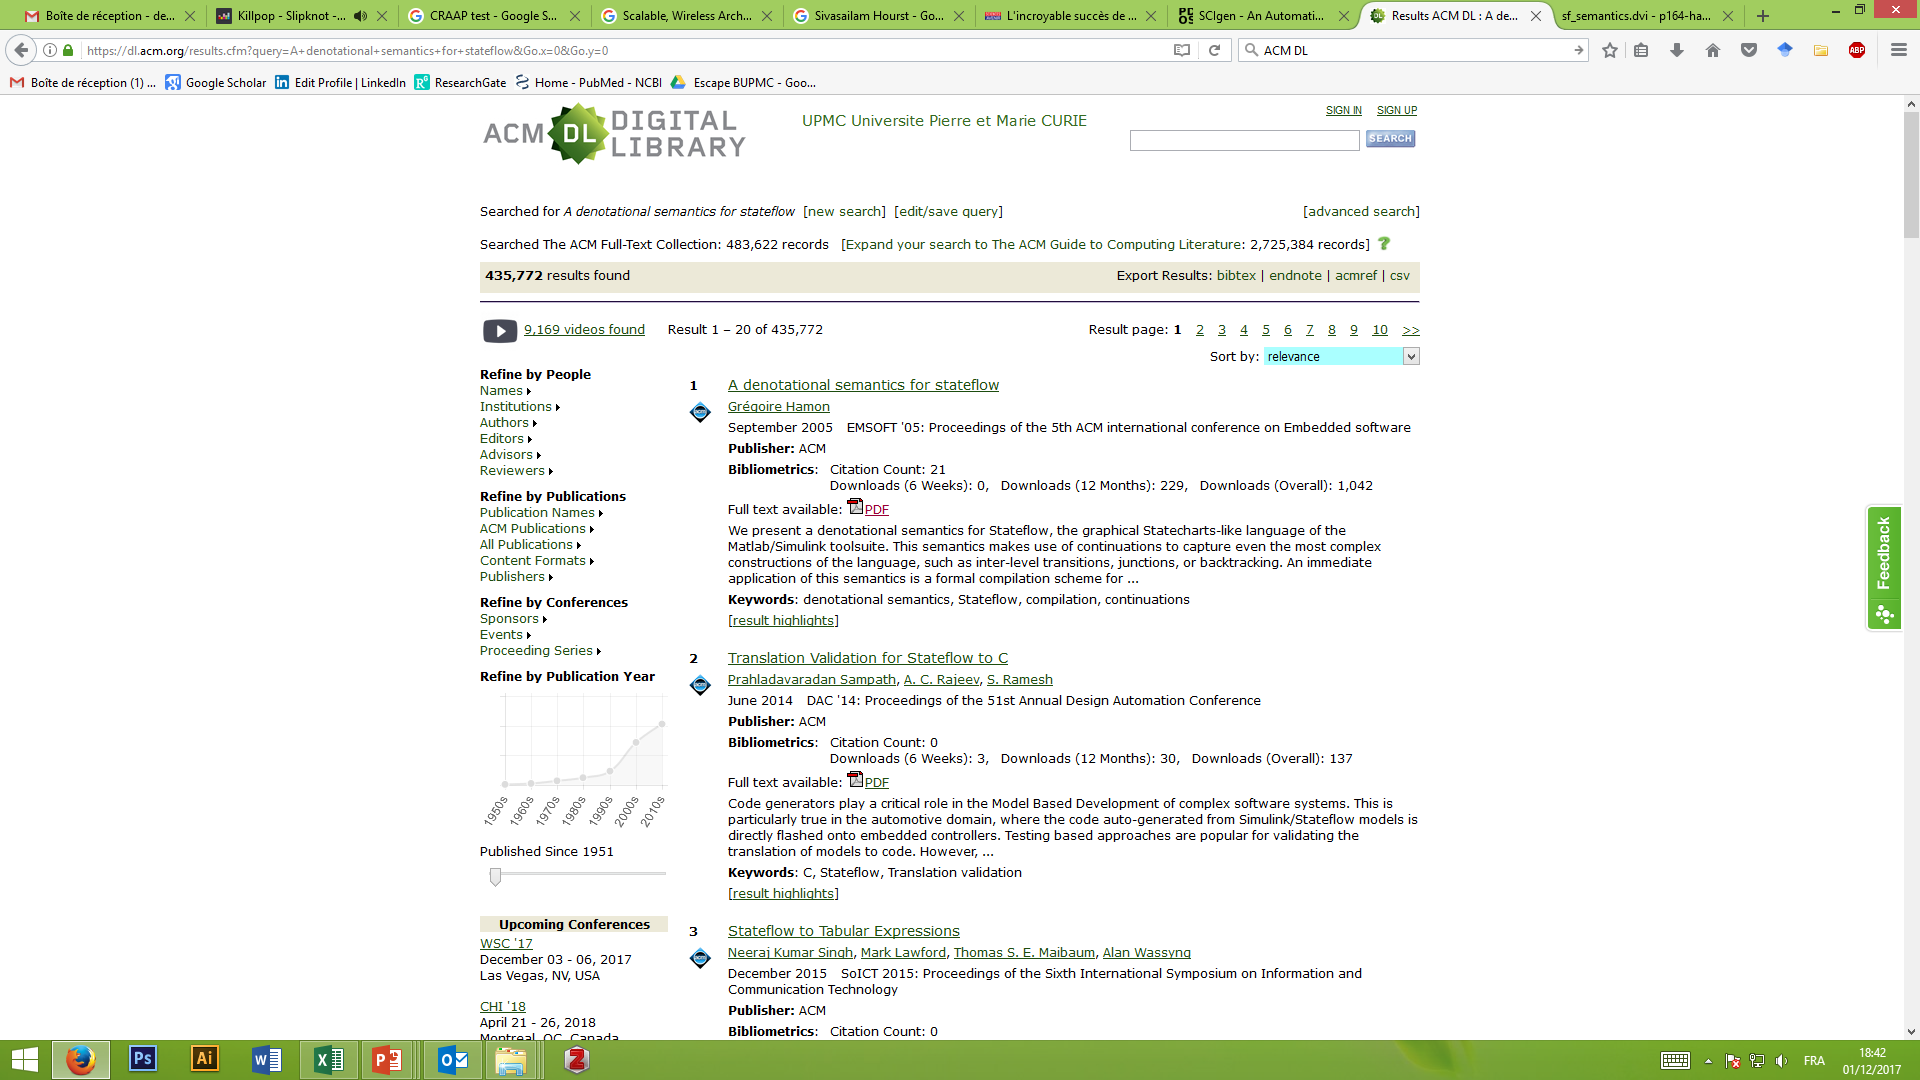 Boîte de réception - de...
Killpop - Slipknot -...
CRAAP test - Google S...
Scalable, Wireless Arch...
Sivasailam Hourst - Go...
L'incroyable succès de ...
SCIgen - An Automati...
Results ACM DL : A de...
sf_semantics.dvi - p164-ha...
https://dl.acm.org/results.cfm?query=A+denotational+semantics+for+stateflow&Go.x=0&Go.y=0
ACM DL
ABP
Boîte de réception (1) ...
Google Scholar
Edit Profile | LinkedIn
ResearchGate
Home - PubMed - NCBI
Escape BUPMC - Goo...
ACM DL DIGITAL LIBRARY
UPMC Universite Pierre et Marie CURIE
SIGN IN SIGN UP
SEARCH
Searched for A denotational semantics for stateflow [new search] [edit/save query]
[advanced search]
Searched The ACM Full-Text Collection: 483,622 records [Expand your search to The ACM Guide to Computing Literature: 2,725,384 records] ?
435,772 results found
Export Results: bibtex | endnote | acmref | csv
9,169 videos found
Result 1 – 20 of 435,772
Result page: 1 2 3 4 5 6 7 8 9 10 >>
Sort by: relevance
Refine by People
Names
Institutions
Authors
Editors
Advisors
Reviewers
Refine by Publications
Publication Names
ACM Publications
All Publications
Content Formats
Publishers
Refine by Conferences
Sponsors
Events
Proceeding Series
Refine by Publication Year
1950s
1960s
1970s
1980s
1990s
2000s
2010s
Published Since 1951
Upcoming Conferences
WSC '17
December 03 - 06, 2017
Las Vegas, NV, USA
CHI '18
April 21 - 26, 2018
Montreal, QC, Canada
1 A denotational semantics for stateflow
Grégoire Hamon
September 2005 EMSOFT '05: Proceedings of the 5th ACM international conference on Embedded software
Publisher: ACM
Bibliometrics: Citation Count: 21
Downloads (6 Weeks): 0, Downloads (12 Months): 229, Downloads (Overall): 1,042
Full text available: PDF
We present a denotational semantics for Stateflow, the graphical Statecharts-like language of the
Matlab/Simulink toolsuite. This semantics makes use of continuations to capture even the most complex
constructions of the language, such as inter-level transitions, junctions, or backtracking. An immediate
application of this semantics is a formal compilation scheme for ...
Keywords: denotational semantics, Stateflow, compilation, continuations
[result highlights]
2 Translation Validation for Stateflow to C
Prahladavaradan Sampath, A. C. Rajeev, S. Ramesh
June 2014 DAC '14: Proceedings of the 51st Annual Design Automation Conference
Publisher: ACM
Bibliometrics: Citation Count: 0
Downloads (6 Weeks): 3, Downloads (12 Months): 30, Downloads (Overall): 137
Full text available: PDF
Code generators play a critical role in the Model Based Development of complex software systems. This is
particularly true in the automotive domain, where the code auto-generated from Simulink/Stateflow models is
directly flashed onto embedded controllers. Testing based approaches are popular for validating the
translation of models to code. However, ...
Keywords: C, Stateflow, Translation validation
[result highlights]
3 Stateflow to Tabular Expressions
Neeraj Kumar Singh, Mark Lawford, Thomas S. E. Maibaum, Alan Wassyng
December 2015 SoICT 2015: Proceedings of the Sixth International Symposium on Information and
Communication Technology
Publisher: ACM
Bibliometrics: Citation Count: 0
Feedback
Ps
Ai
FRA
18:42
01/12/2017